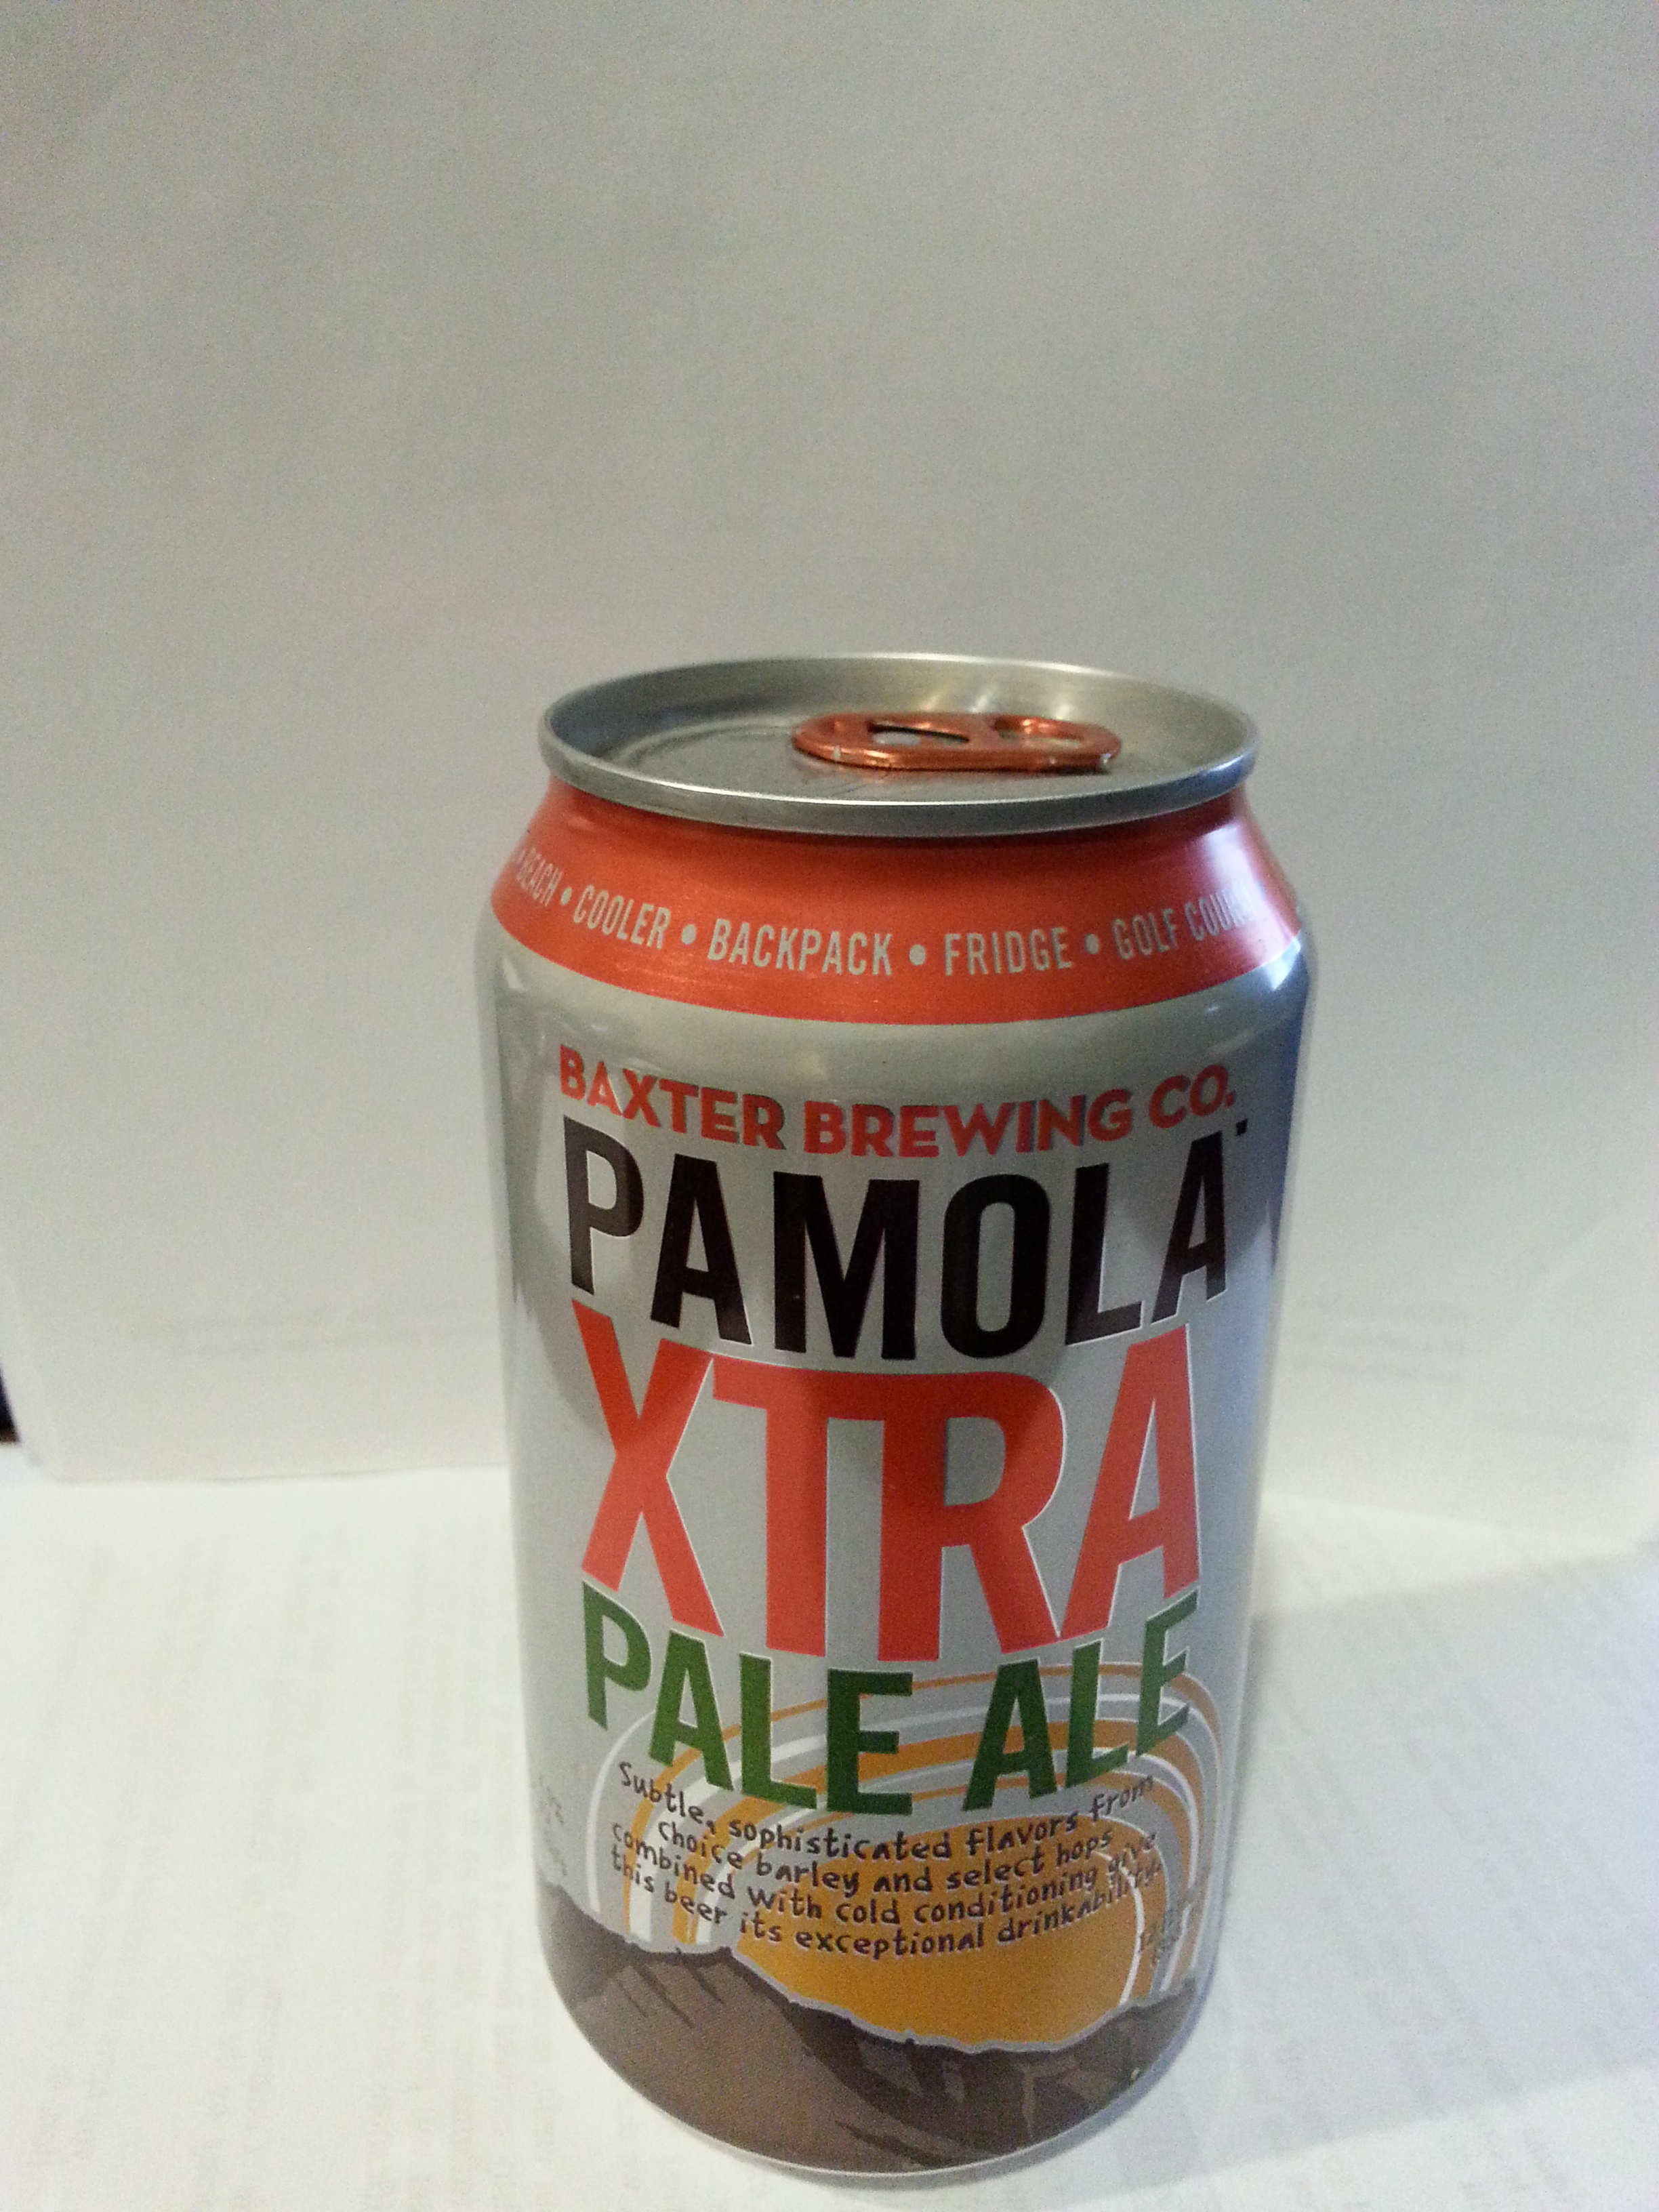 • BEACH • COOLER • BACKPACK • FRIDGE • GOLF
BAXTER BREWING CO.
PAMOLA
XTRA
PALE ALE
Subtle, sophisticated flavors from
choice barley and select hops
combined with cold conditioning give
this beer its exceptional drinkability.